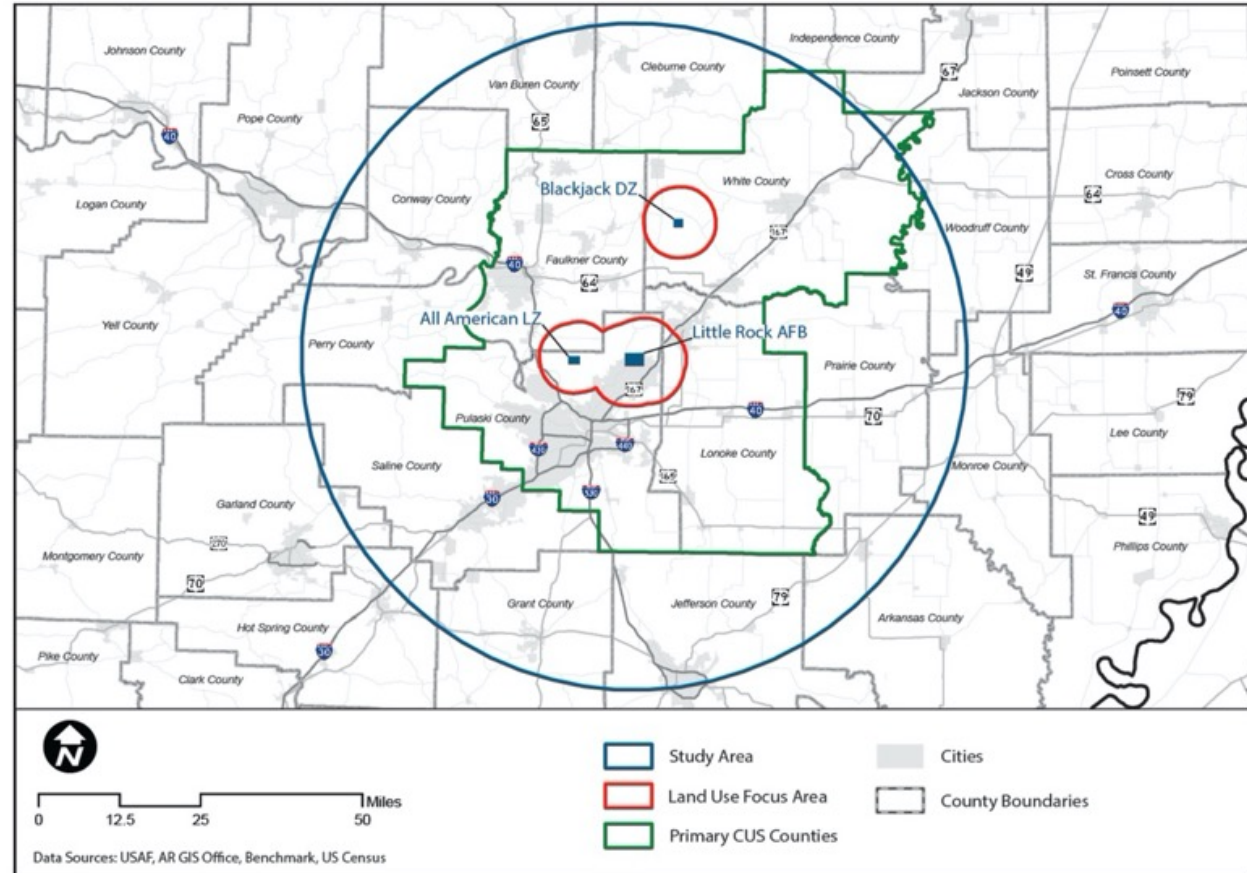 Johnson County
Independence County
Cleburne County
67
Van Buren County
Poinsett County
Jackson County
65
Pope County
40
White County
Cross County
Blackjack DZ
64
Conway County
Logan County
Woodruff County
167
Faulkner County
40
49
St. Francis County
64
40
All American LZ
Yell County
Little Rock AFB
Perry County
Prairie County
167
79
40
70
Pulaski County
Lee County
430
440
Lonoke County
Saline County
Monroe County
165
30
530
Garland County
49
270
Montgomery County
Phillips County
70
Grant County
Jefferson County
79
Arkansas County
Hot Spring County
30
Pike County
Clark County
N
Study Area
Cities
Land Use Focus Area
County Boundaries
Miles
0 12.5 25 50
Primary CUS Counties
Data Sources: USAF, AR GIS Office, Benchmark, US Census